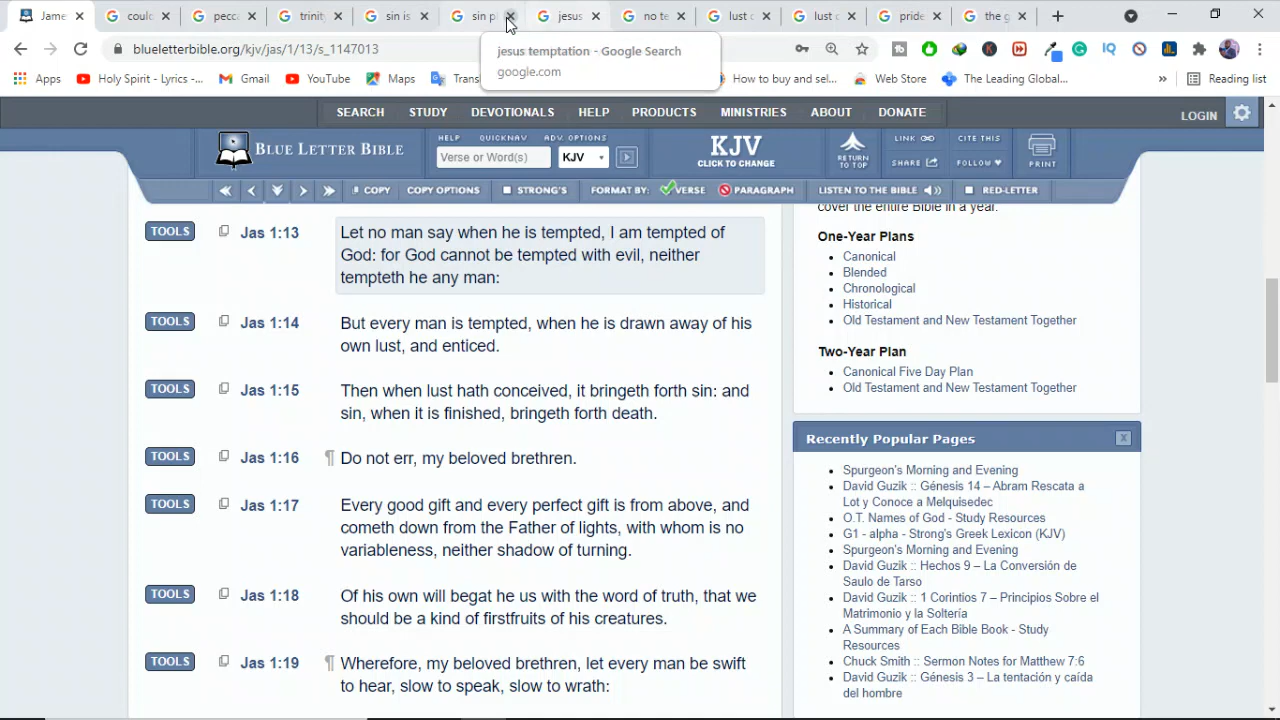 Jame
could
pecca
trinity
sin is
sin p
jesus
no te
lust c
lust c
pride
the g
blueletterbible.org/kjv/jas/1/13/s_1147013
jesus temptation - Google Search
google.com
Apps
Holy Spirit - Lyrics -...
Gmail
YouTube
Maps
Trans
How to buy and sel...
Web Store
The Leading Global...
»
Reading list
SEARCH
STUDY
DEVOTIONALS
HELP
PRODUCTS
MINISTRIES
ABOUT
DONATE
LOGIN
BLUE LETTER BIBLE
HELP
QUICKNAV
ADV. OPTIONS
Verse or Word(s)
KJV
KJV
CLICK TO CHANGE
RETURN
TO TOP
LINK
CITE THIS
SHARE
FOLLOW
PRINT
COPY
COPY OPTIONS
STRONG'S
FORMAT BY:
VERSE
PARAGRAPH
LISTEN TO THE BIBLE
RED-LETTER
TOOLS
Jas 1:13
Let no man say when he is tempted, I am tempted of
God: for God cannot be tempted with evil, neither
tempteth he any man:
TOOLS
Jas 1:14
But every man is tempted, when he is drawn away of his
own lust, and enticed.
TOOLS
Jas 1:15
Then when lust hath conceived, it bringeth forth sin: and
sin, when it is finished, bringeth forth death.
TOOLS
Jas 1:16
¶ Do not err, my beloved brethren.
TOOLS
Jas 1:17
Every good gift and every perfect gift is from above, and
cometh down from the Father of lights, with whom is no
variableness, neither shadow of turning.
TOOLS
Jas 1:18
Of his own will begat he us with the word of truth, that we
should be a kind of firstfruits of his creatures.
TOOLS
Jas 1:19
¶ Wherefore, my beloved brethren, let every man be swift
to hear, slow to speak, slow to wrath:
cover the entire Bible in a year.
One-Year Plans
Canonical
Blended
Chronological
Historical
Old Testament and New Testament Together
Two-Year Plan
Canonical Five Day Plan
Old Testament and New Testament Together
Recently Popular Pages
X
Spurgeon's Morning and Evening
David Guzik :: Génesis 14 – Abram Rescata a
Lot y Conoce a Melquisedec
O.T. Names of God - Study Resources
G1 - alpha - Strong's Greek Lexicon (KJV)
Spurgeon's Morning and Evening
David Guzik :: Hechos 9 – La Conversión de
Saulo de Tarso
David Guzik :: 1 Corintios 7 – Principios Sobre el
Matrimonio y la Soltería
A Summary of Each Bible Book - Study
Resources
Chuck Smith :: Sermon Notes for Matthew 7:6
David Guzik :: Génesis 3 – La tentación y caída
del hombre